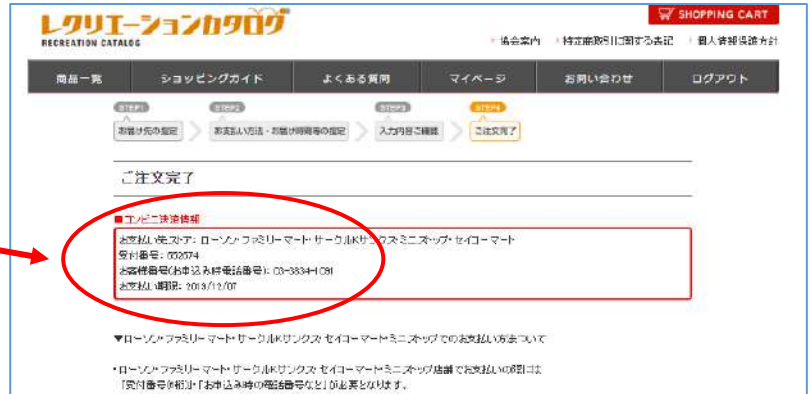 レクリエーションカタログ
RECREATION CATALOG
SHOPPING CART
協会案内 特定商取引に関する表記 個人情報保護方針
商品一覧 ショッピングガイド よくある質問 マイページ お問い合わせ ログアウト
STEP1 STEP2 STEP3 STEP4
お届け先の指定 お支払い方法・お届け時間等の指定 入力内容ご確認 ご注文完了
ご注文完了
■コンビニ決済情報
お支払い先ストア: ローソン・ファミリーマート・サークルKサンクス・ミニストップ・セイコーマート
受付番号:
お客様番号(お申込み時電話番号): 03-3834-1091
お支払い期限: 2013/12/07
▼ローソン・ファミリーマート・サークルKサンクス・セイコーマート・ミニストップでのお支払い方法ついて
・ローソン・ファミリーマート・サークルKサンクス・セイコーマート・ミニストップ店舗でお支払いの際には
「受付番号(6桁)」・「お申込み時の電話番号など」が必要となります。